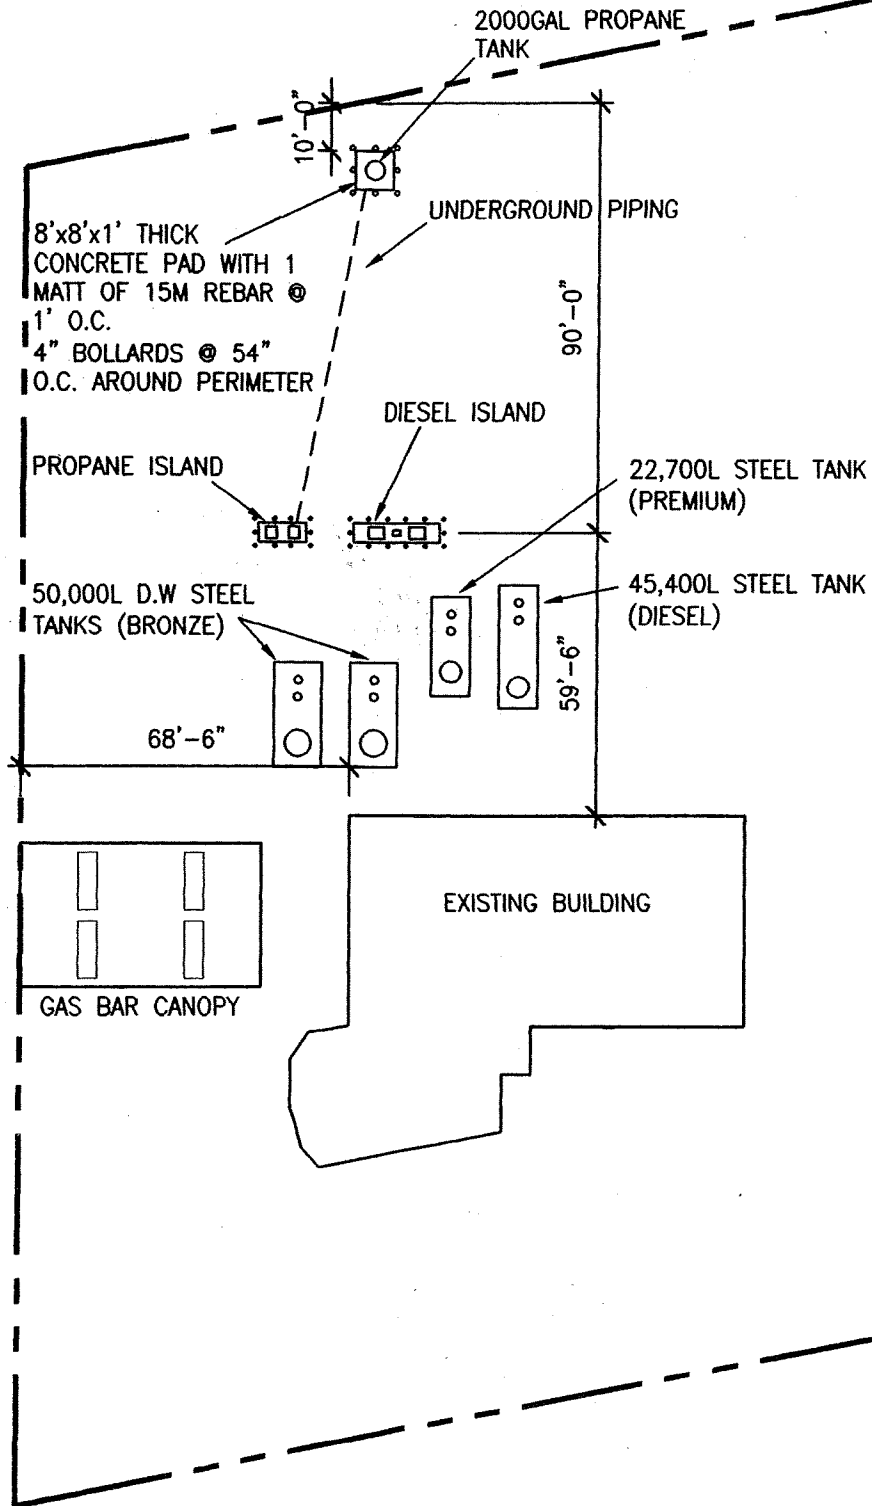 2000GAL PROPANE
TANK
10'-0"
UNDERGROUND PIPING
8'x8'x1' THICK
CONCRETE PAD WITH 1
MATT OF 15M REBAR @
1' O.C.
4" BOLLARDS @ 54"
O.C. AROUND PERIMETER
90'-0"
DIESEL ISLAND
PROPANE ISLAND
22,700L STEEL TANK
(PREMIUM)
50,000L D.W STEEL
TANKS (BRONZE)
45,400L STEEL TANK
(DIESEL)
59'-6"
68'-6"
EXISTING BUILDING
GAS BAR CANOPY